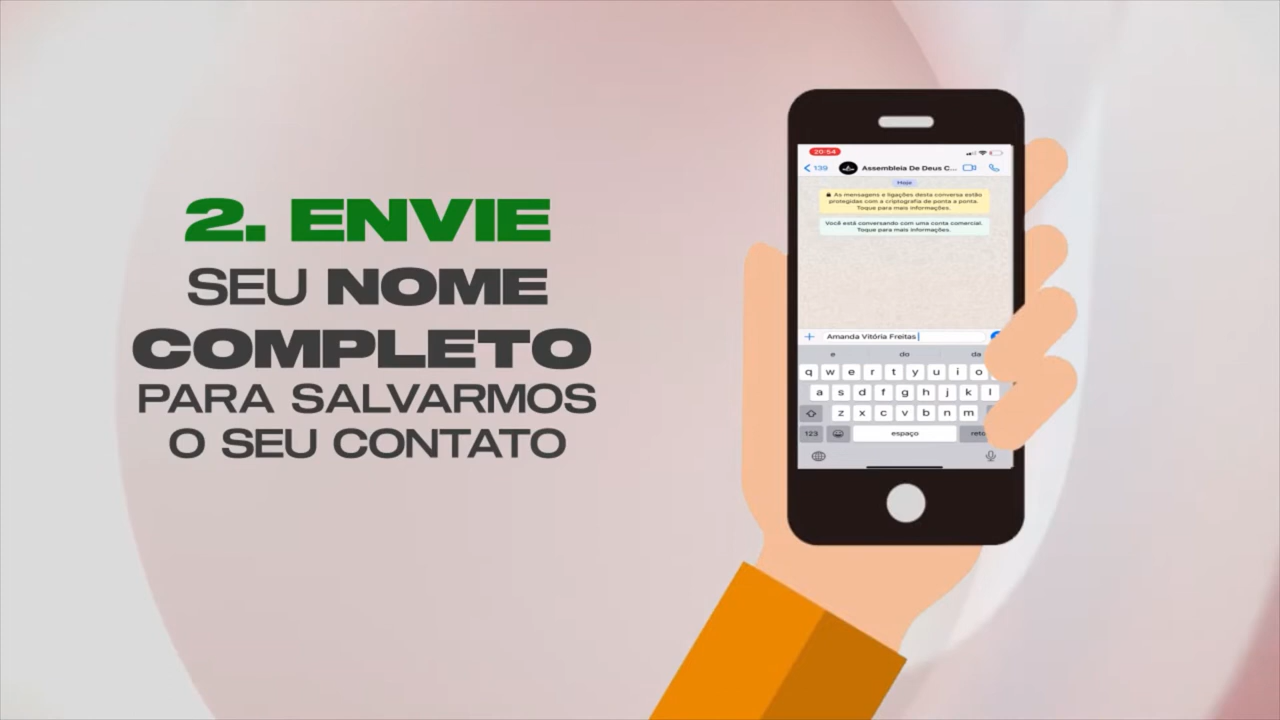 2. ENVIE
SEU NOME
COMPLETO
PARA SALVARMOS
O SEU CONTATO
20:54
139
Assembleia De Deus C...
Hoje
As mensagens e ligações desta conversa estão
protegidas com a criptografia de ponta a ponta.
Toque para mais informações.
Você está conversando com uma conta comercial.
Toque para mais informações.
Amanda Vitória Freitas
e do da
q w e r t y u i o
a s d f g h j k l
z x c v b n m
123 espaço reto